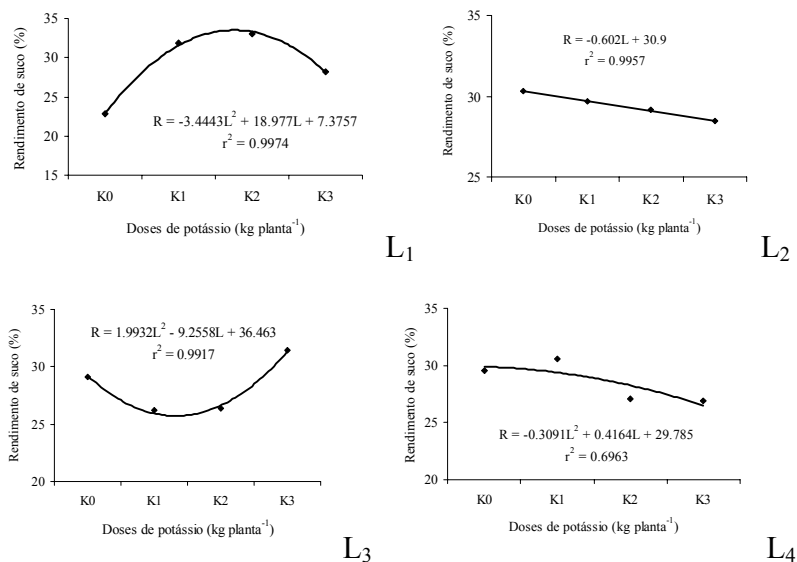 Rendimento de suco (%)
35
30
25
20
15
R = -3.4443L² + 18.977L + 7.3757
r² = 0.9974
K0 K1 K2 K3
Doses de potássio (kg planta⁻¹)
L₁
Rendimento de suco (%)
35
30
25
R = -0.602L + 30.9
r² = 0.9957
K0 K1 K2 K3
Doses de potássio (kg planta⁻¹)
L₂
Rendimento de suco (%)
35
30
25
20
R = 1.9932L² - 9.2558L + 36.463
r² = 0.9917
K0 K1 K2 K3
Doses de potássio (kg planta⁻¹)
L₃
Rendimento de suco (%)
35
30
25
20
R = -0.3091L² + 0.4164L + 29.785
r² = 0.6963
K0 K1 K2 K3
Doses de potássio (kg planta⁻¹)
L₄